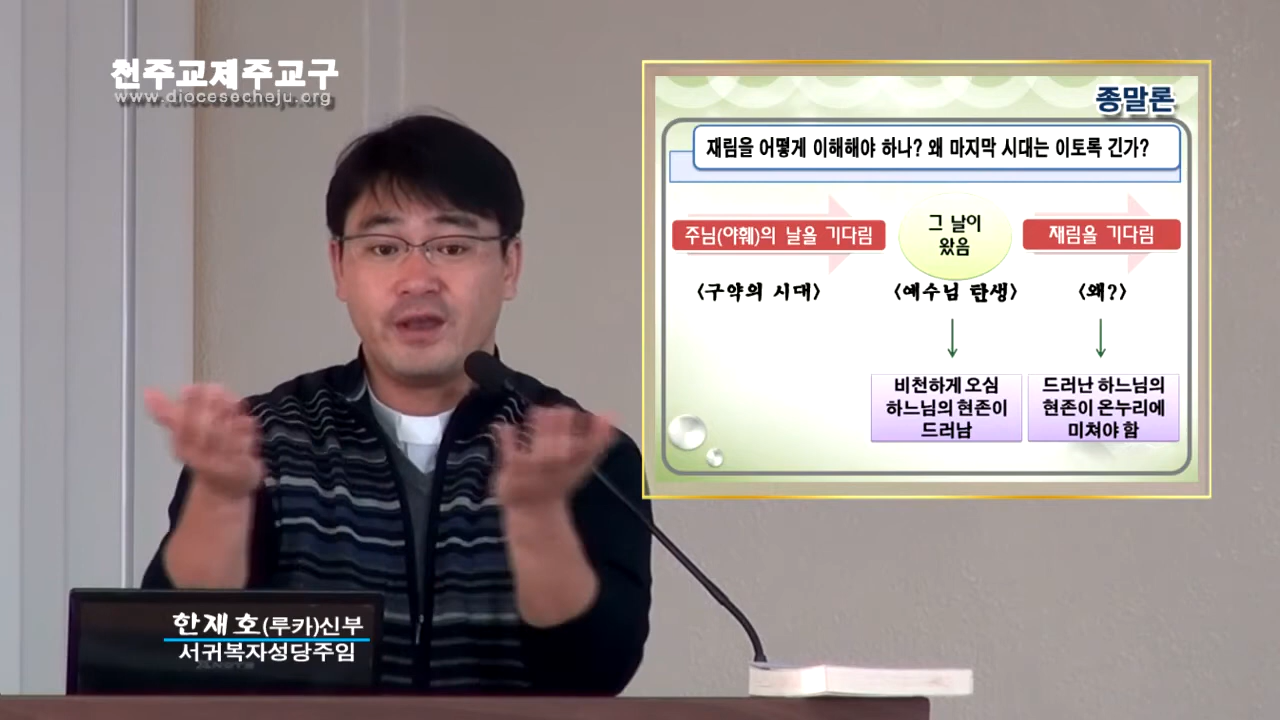 천주교제주교구
www.diocesecheju.org
종말론
재림을 어떻게 이해해야 하나? 왜 마지막 시대는 이토록 긴가?
주님(야훼)의 날을 기다림
그 날이
왔음
재림을 기다림
<구약의 시대>
<예수님 탄생>
<왜?>
비천하게 오심
하느님의 현존이
드러남
드러난 하느님의
현존이 온누리에
미쳐야 함
한재호(루카)신부
서귀복자성당주임